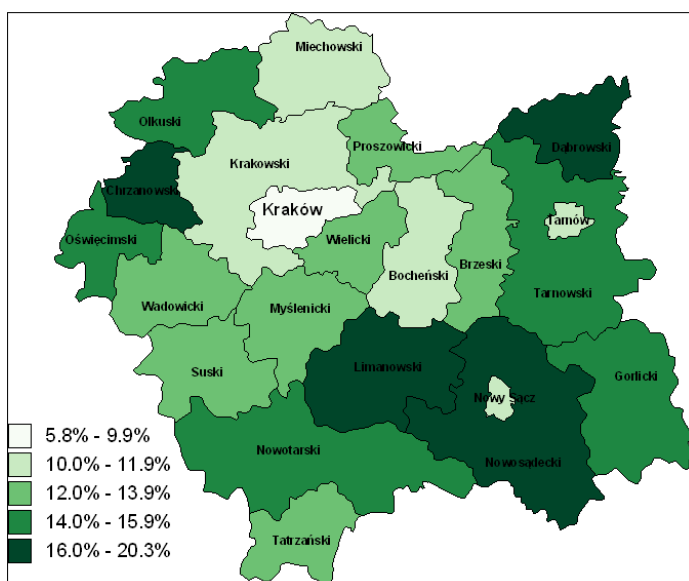 Miechowski
Olkuski
Proszowicki
Dąbrowski
Krakowski
Chrzanowski
Kraków
Tarnów
Oświęcimski
Wielicki
Brzeski
Bocheński
Tarnowski
Wadowicki
Myślenicki
Limanowski
Suski
Gorlicki
Nowy Sącz
Nowotarski
Nowosądecki
Tatrzański
5.8% - 9.9%
10.0% - 11.9%
12.0% - 13.9%
14.0% - 15.9%
16.0% - 20.3%